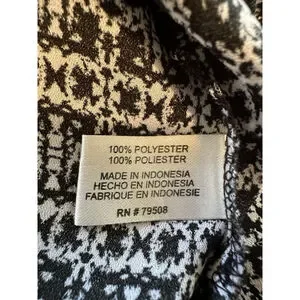 100% POLYESTER
100% POLIESTER
MADE IN INDONESIA
HECHO EN INDONESIA
FABRIQUE EN INDONESIE
RN # 79508